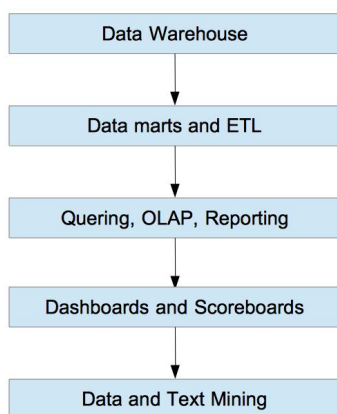 Data Warehouse
Data marts and ETL
Quering, OLAP, Reporting
Dashboards and Scoreboards
Data and Text Mining